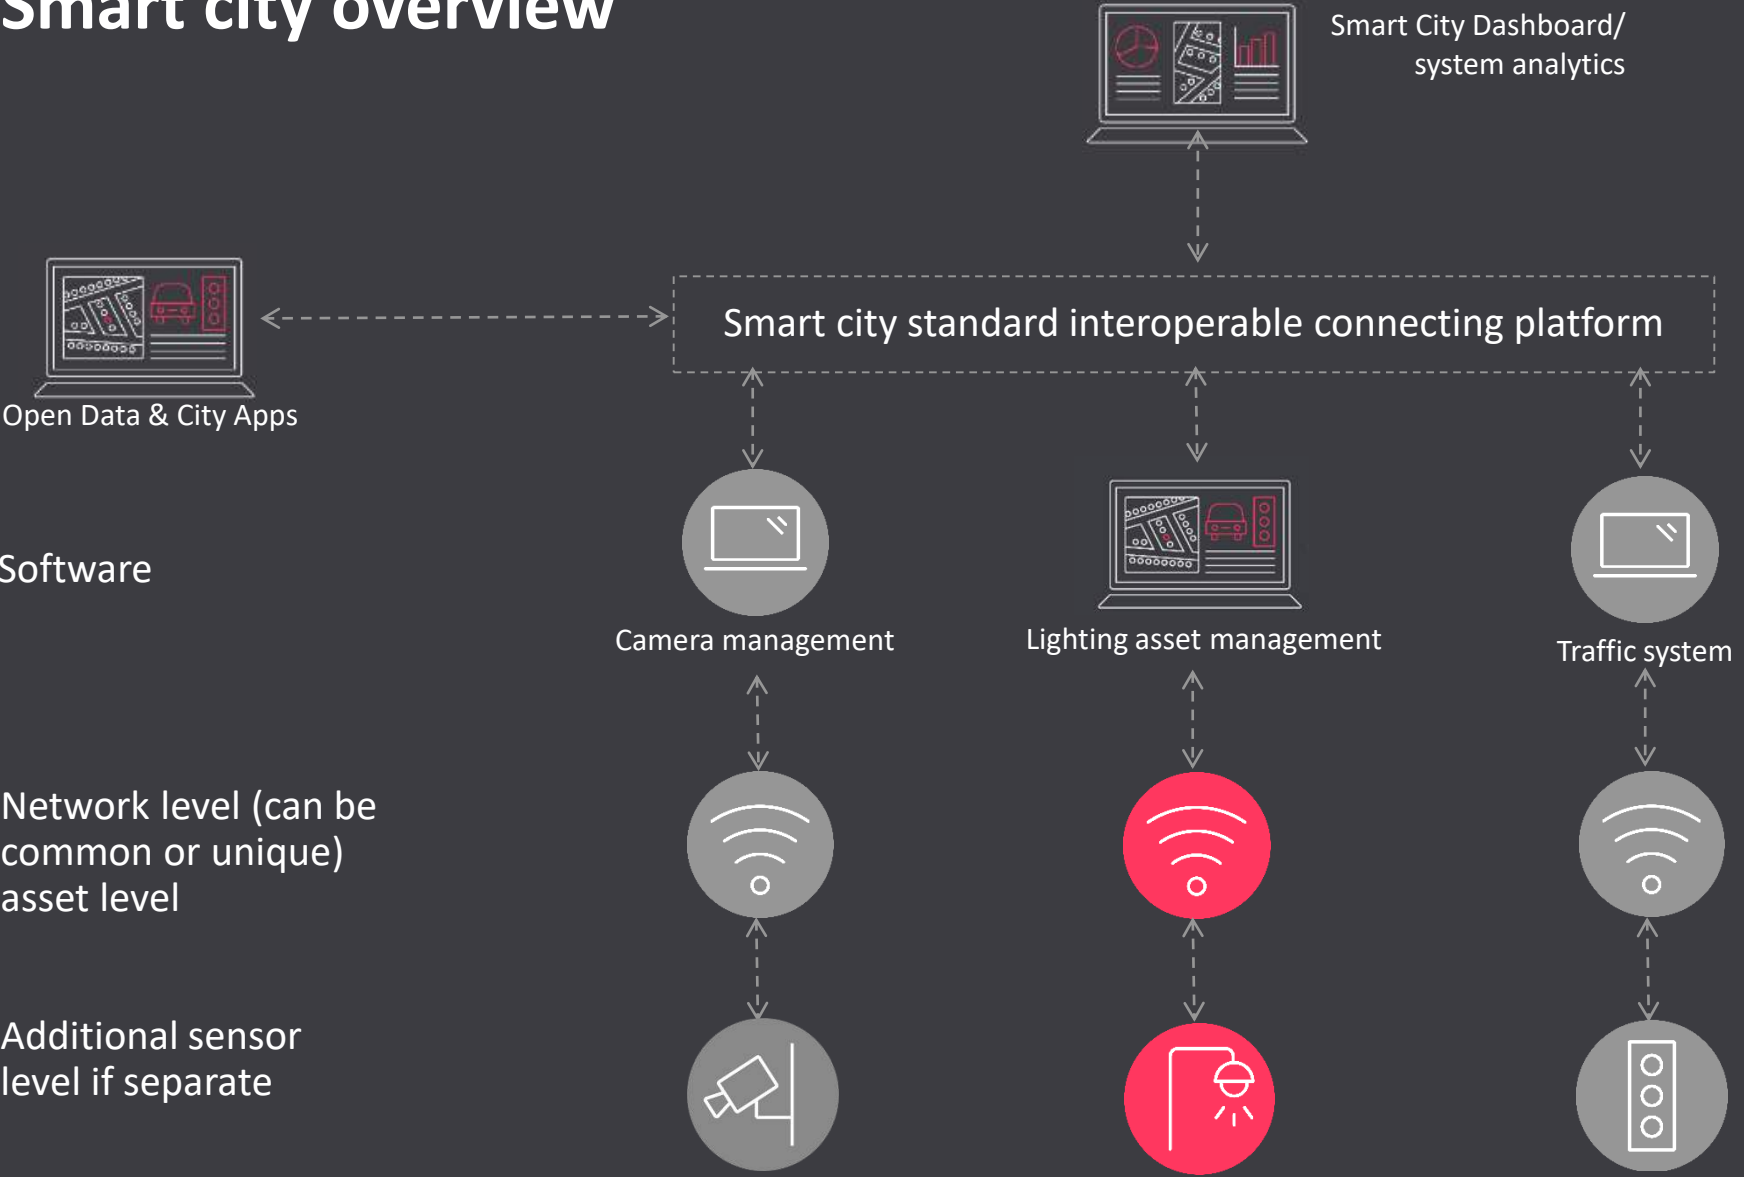 Smart city overview
Smart City Dashboard/
system analytics
Smart city standard interoperable connecting platform
Open Data & City Apps
Software
Camera management
Lighting asset management
Traffic system
Network level (can be
common or unique)
asset level
Additional sensor
level if separate